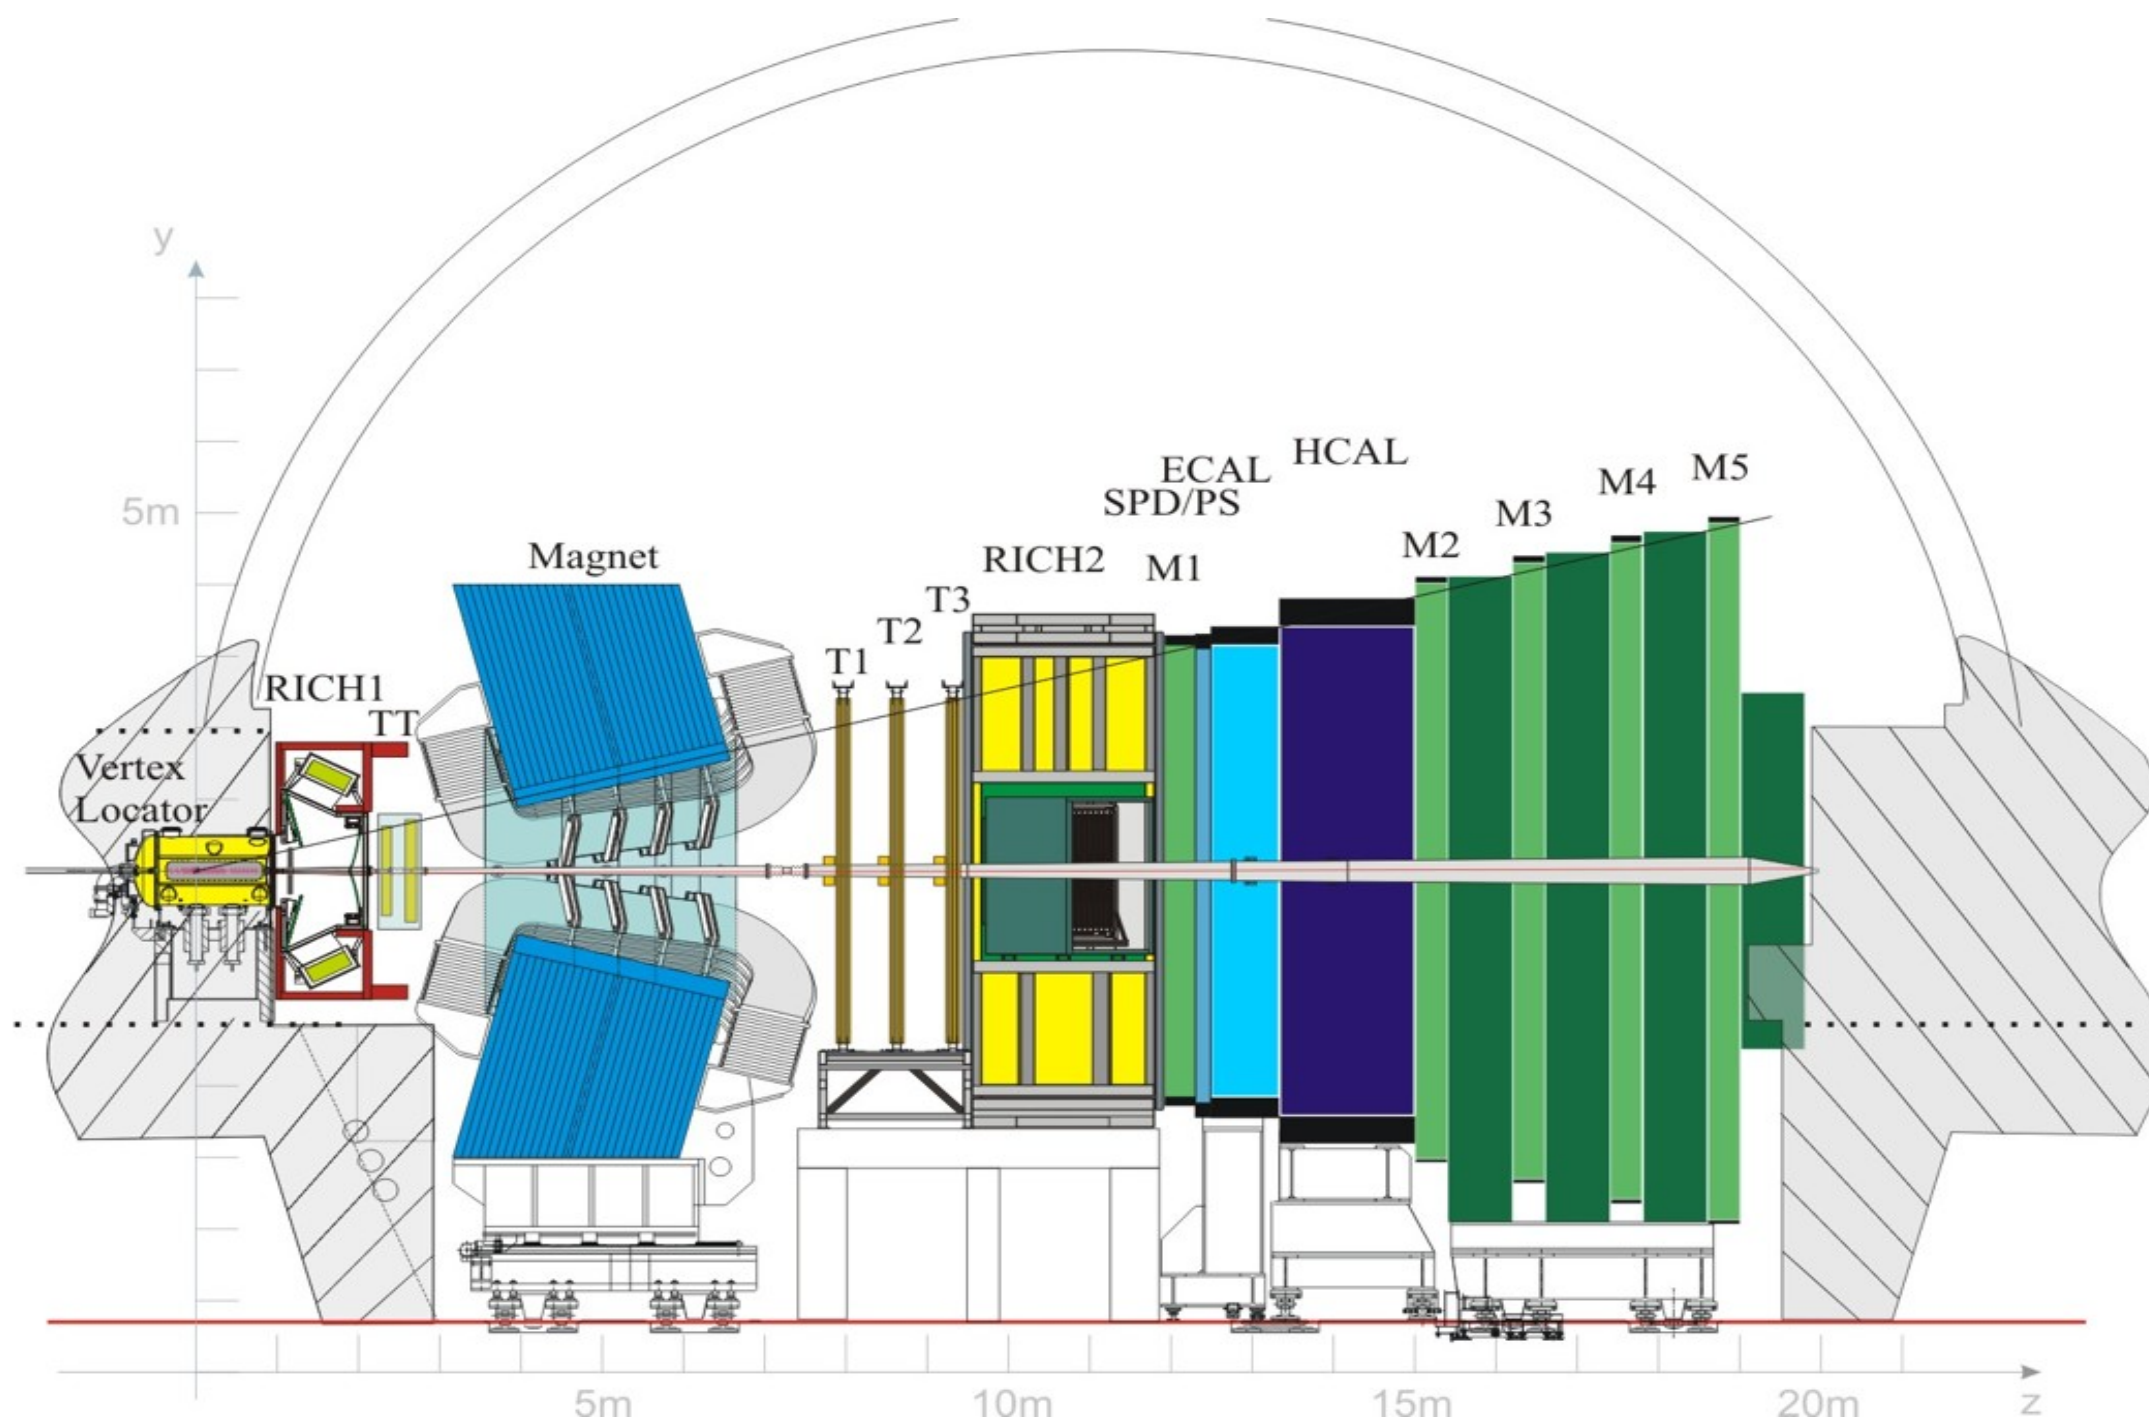 y
5m
HCAL
ECAL
SPD/PS
M5
M4
M3
M2
M1
RICH2
Magnet
T3
T2
T1
RICH1
TT
Vertex
Locator
5m
10m
15m
20m
z